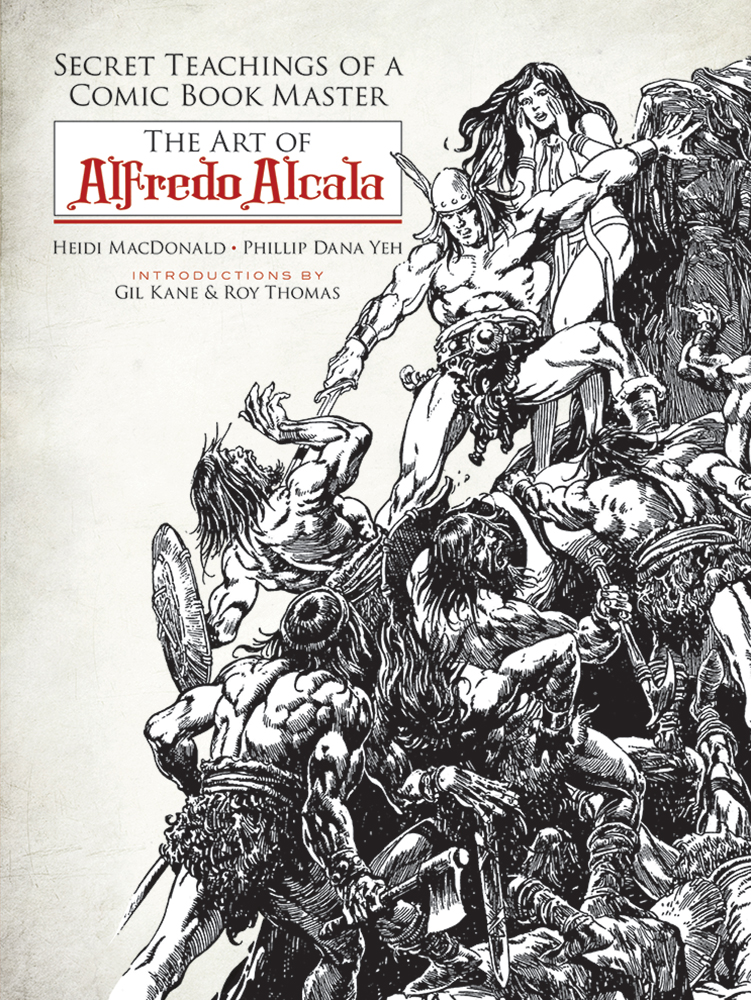 Secret Teachings of a
Comic Book Master
The Art of
Alfredo Alcala
Heidi MacDonald • Phillip Dana Yeh
INTRODUCTIONS BY
Gil Kane & Roy Thomas